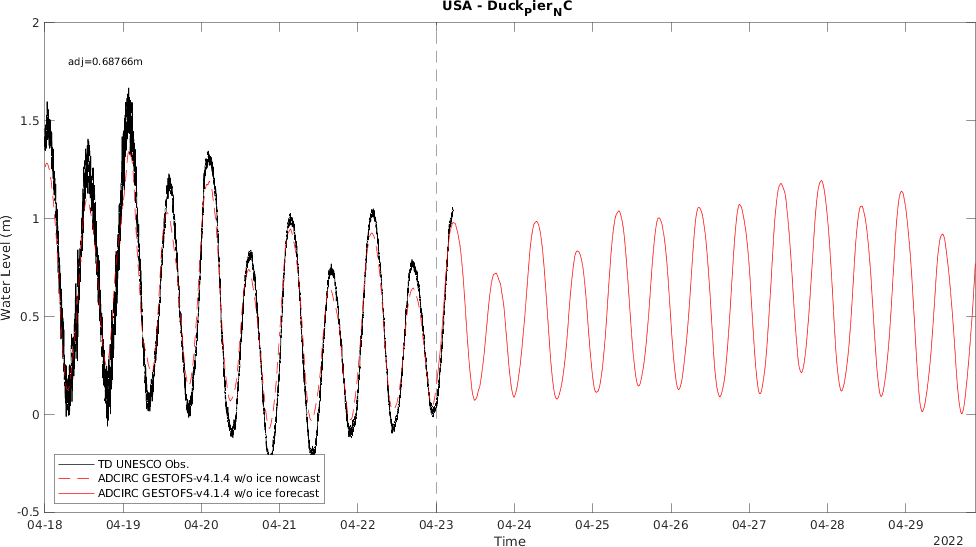 USA - Duck_Pier_NC
2
adj=0.68766m
1.5
1
0.5
0
-0.5
Water Level (m)
TD UNESCO Obs.
ADCIRC GESTOFS-v4.1.4 w/o ice nowcast
ADCIRC GESTOFS-v4.1.4 w/o ice forecast
04-18 04-19 04-20 04-21 04-22 04-23 04-24 04-25 04-26 04-27 04-28 04-29
Time
2022